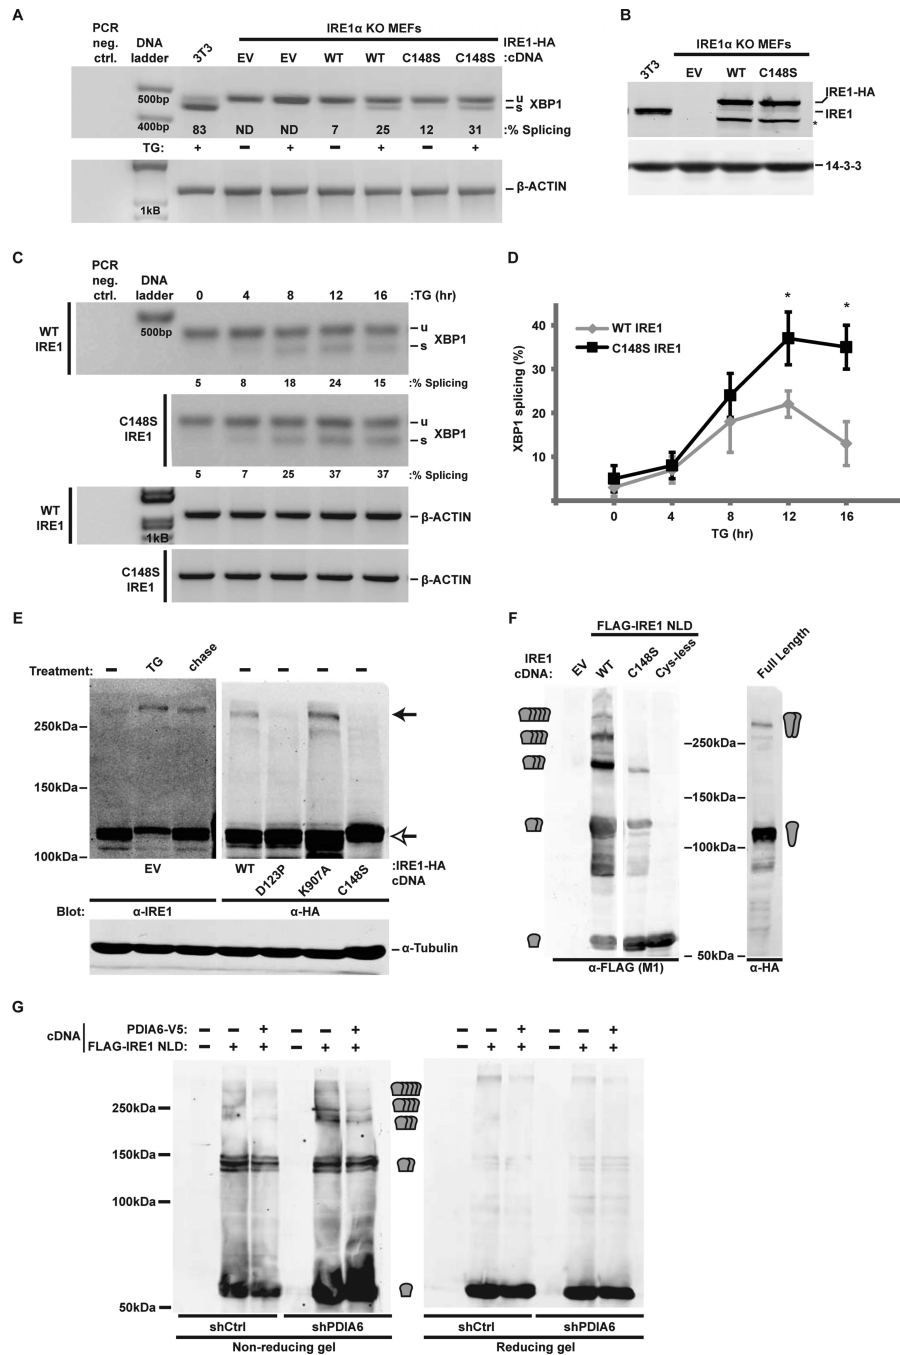 A
PCR
neg.
ctrl.
DNA
ladder
3T3
IRE1α KO MEFs
EV EV WT WT C148S C148S
IRE1-HA
:cDNA
500bp
400bp
u
s
XBP1
83 ND ND 7 25 12 31 :% Splicing
TG: + – + – + – +
1kB
β-ACTIN
B
IRE1α KO MEFs
3T3
EV WT C148S
IRE1-HA
IRE1
*
14-3-3
C
PCR
neg.
ctrl.
DNA
ladder
0 4 8 12 16 :TG (hr)
WT
IRE1
500bp
u
s
XBP1
5 8 18 24 15 :% Splicing
C148S
IRE1
u
s
XBP1
5 7 25 37 37 :% Splicing
WT
IRE1
1kB
β-ACTIN
C148S
IRE1
β-ACTIN
D
XBP1 splicing (%)
40
30
20
10
WT IRE1
C148S IRE1
* *
0 4 8 12 16
TG (hr)
E
Treatment: – TG chase – – – –
250kDa
150kDa
100kDa
EV
WT D123P K907A C148S
:IRE1-HA
cDNA
Blot: α-IRE1 α-HA
α-Tubulin
F
FLAG-IRE1 NLD
IRE1
cDNA:
EV WT C148S Cys-less
Full Length
250kDa
150kDa
100kDa
50kDa
α-FLAG (M1)
α-HA
G
cDNA
PDIA6-V5: – – + – – + – – + – – +
FLAG-IRE1 NLD: – + + – + + – + + – + +
250kDa
150kDa
100kDa
50kDa
shCtrl shPDIA6 shCtrl shPDIA6
Non-reducing gel Reducing gel